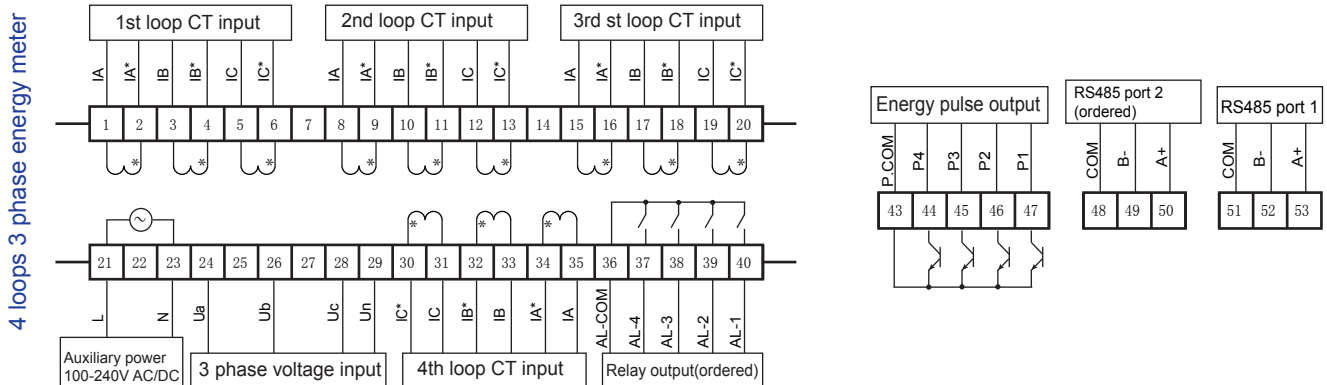 4 loops 3 phase energy meter
1st loop CT input
2nd loop CT input
3rd st loop CT input
IA IA* IB IB* IC IC* IA IA* IB IB* IC IC* IA IA* IB IB* IC IC*
1 2 3 4 5 6 7 8 9 10 11 12 13 14 15 16 17 18 19 20
* * * * * * * * *
* * *
21 22 23 24 25 26 27 28 29 30 31 32 33 34 35 36 37 38 39 40
L N Ua Ub Uc Un IC* IC IB* IB IA* IA AL-COM AL-4 AL-3 AL-2 AL-1
Auxiliary power
100-240V AC/DC
3 phase voltage input
4th loop CT input
Relay output(ordered)
Energy pulse output
P.COM P4 P3 P2 P1
43 44 45 46 47
RS485 port 2
(ordered)
COM B- A+
48 49 50
RS485 port 1
COM B- A+
51 52 53